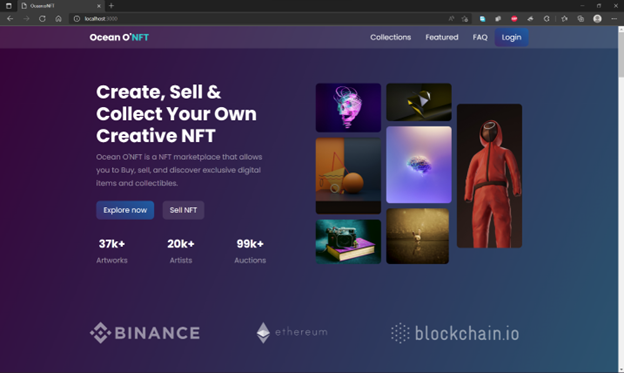 OceanoNFT
localhost:3000
Ocean O'NFT
Collections
Featured
FAQ
Login
Create, Sell &
Collect Your Own
Creative NFT
Ocean O'NFT is a NFT marketplace that allows
you to Buy, sell, and discover exclusive digital
items and collectibles.
Explore now
Sell NFT
37k+
20k+
99k+
Artworks
Artists
Auctions
BINANCE
ethereum
blockchain.io